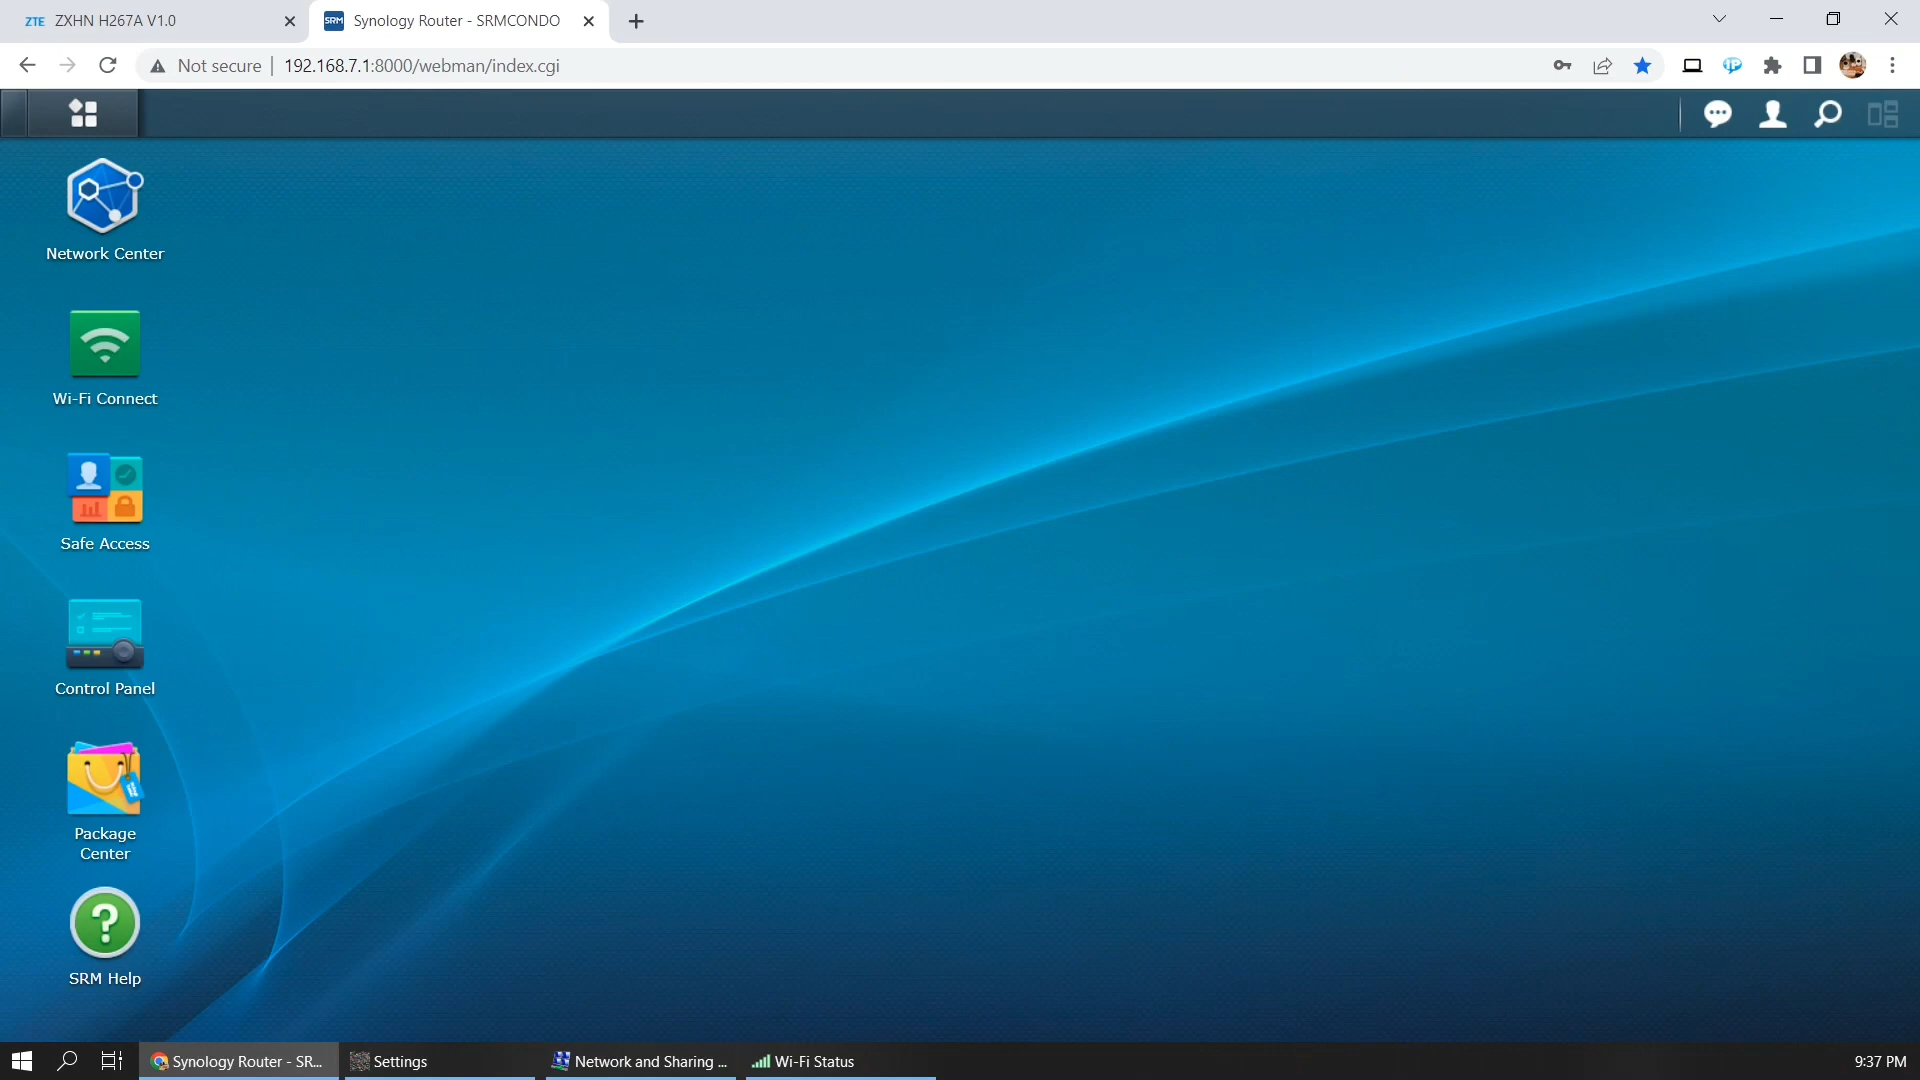 ZTE ZXHN H267A V1.0
SRM Synology Router - SRMCONDO
Not secure 192.168.7.1:8000/webman/index.cgi
IP
Network Center
Wi-Fi Connect
Safe Access
Control Panel
Package
Center
SRM Help
Synology Router - SR...
Settings
Network and Sharing ...
Wi-Fi Status
9:37 PM